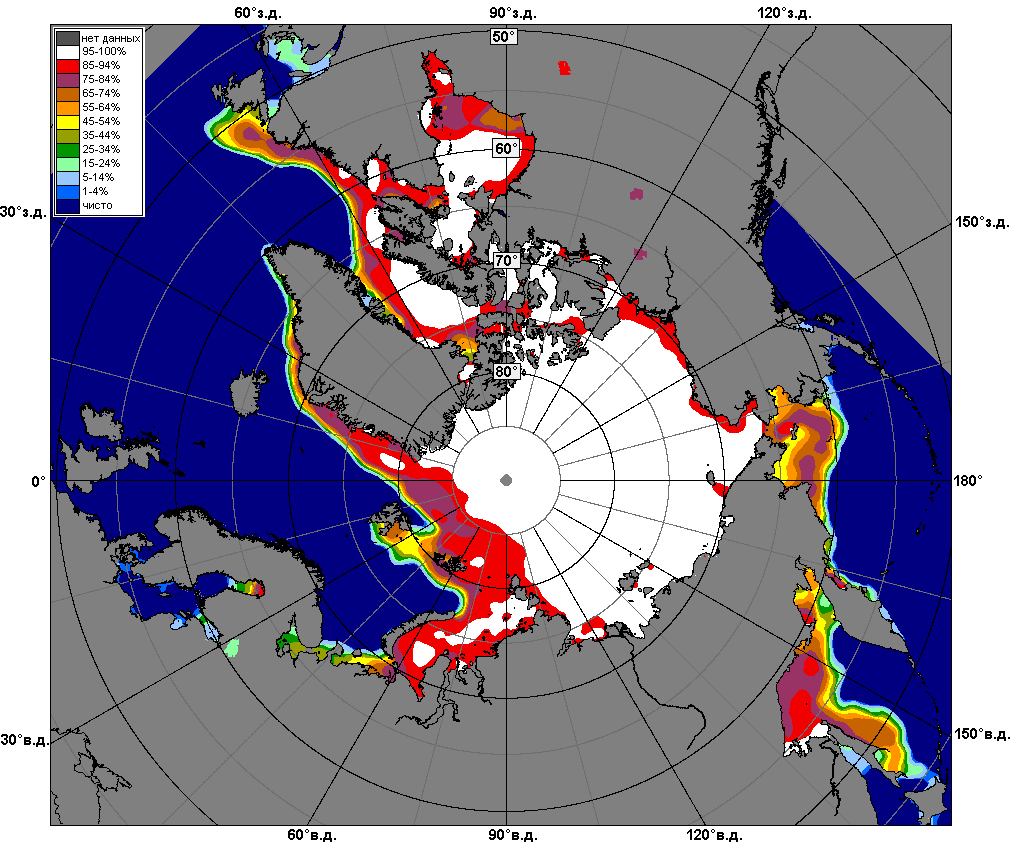 60°з.д.
90°з.д.
120°з.д.
нет данных
95-100%
85-94%
75-84%
65-74%
55-64%
45-54%
35-44%
25-34%
15-24%
5-14%
1-4%
чисто
50°
60°
70°
80°
30°з.д.
150°з.д.
0°
180°
30°в.д.
150°в.д.
60°в.д.
90°в.д.
120°в.д.